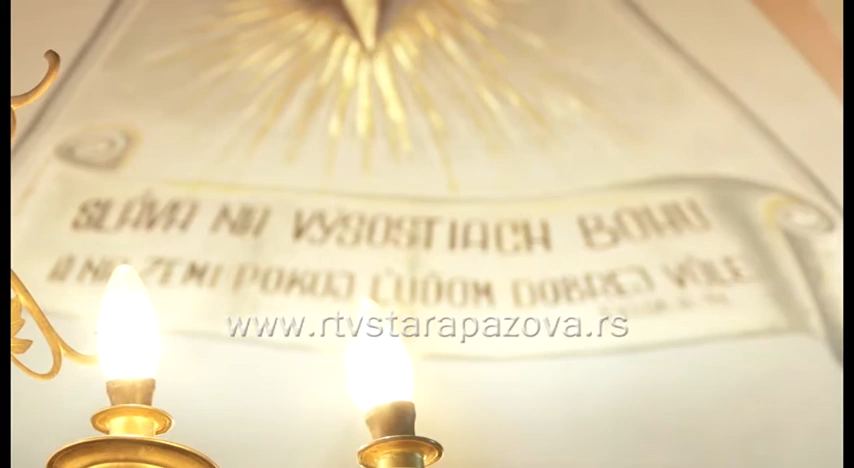 SLÁVA NA VÝSOSTIACH BOHU
A NA ZEMI POKOJ ĽUĎOM DOBREJ VÔLE
www.rtvstarapazova.rs